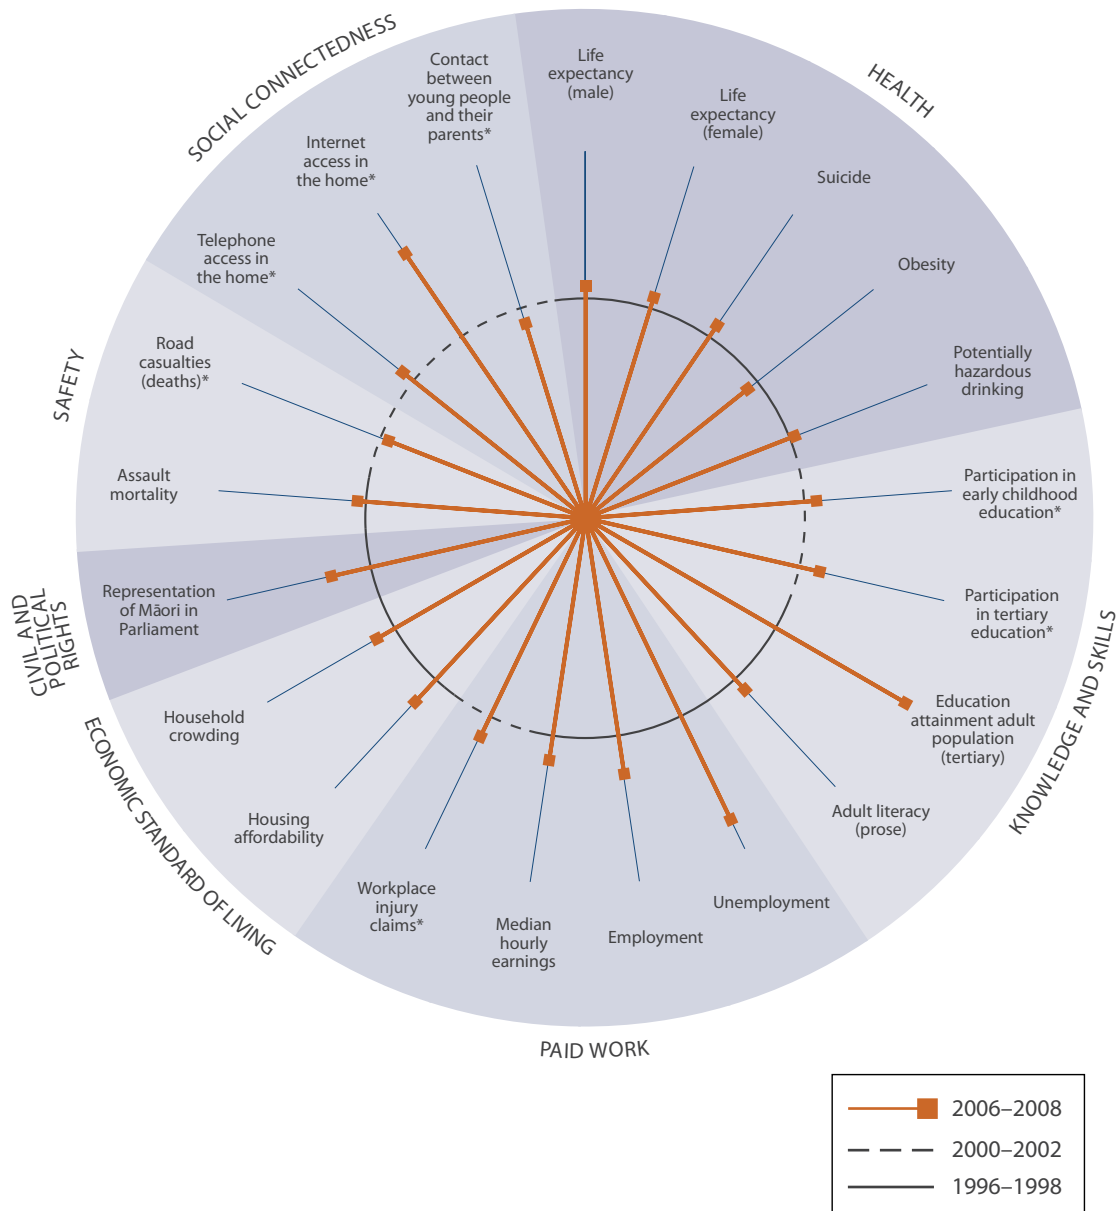 SOCIAL CONNECTEDNESS
HEALTH
Life
expectancy
(male)
Life
expectancy
(female)
Suicide
Obesity
Potentially
hazardous
drinking
KNOWLEDGE AND SKILLS
Participation in
early childhood
education*
Participation
in tertiary
education*
Education
attainment adult
population
(tertiary)
Adult literacy
(prose)
PAID WORK
Unemployment
Employment
Median
hourly
earnings
Workplace
injury
claims*
ECONOMIC STANDARD OF LIVING
Housing
affordability
Household
crowding
CIVIL AND
POLITICAL
RIGHTS
Representation
of Māori in
Parliament
SAFETY
Assault
mortality
Road
casualties
(deaths)*
Telephone
access in
the home*
Internet
access in
the home*
Contact
between
young people
and their
parents*
2006–2008
2000–2002
1996–1998